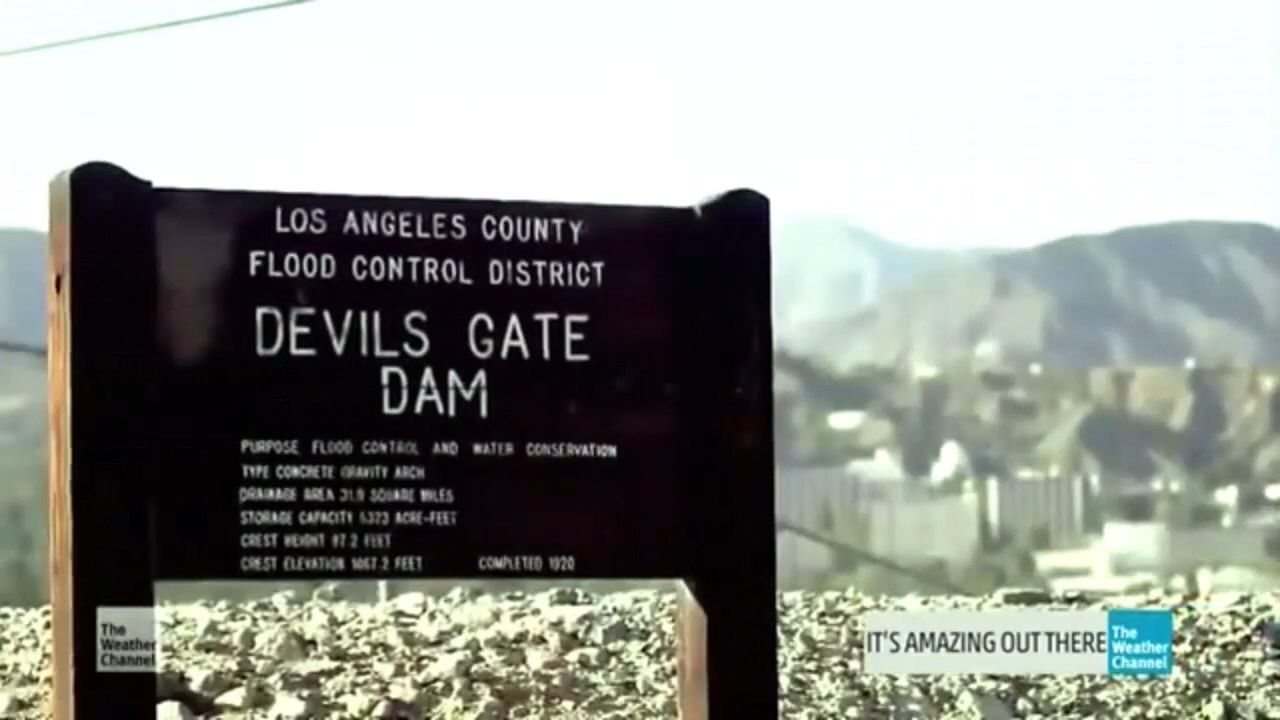 LOS ANGELES COUNTY
FLOOD CONTROL DISTRICT
DEVILS GATE
DAM
PURPOSE FLOOD CONTROL AND WATER CONSERVATION
TYPE CONCRETE GRAVITY ARCH
DRAINAGE AREA 31.9 SQUARE MILES
STORAGE CAPACITY ACRE-FEET
CREST HEIGHT 87.2 FEET
CREST ELEVATION 1067.2 FEET COMPLETED 1920
The
Weather
Channel
IT'S AMAZING OUT THERE
The
Weather
Channel